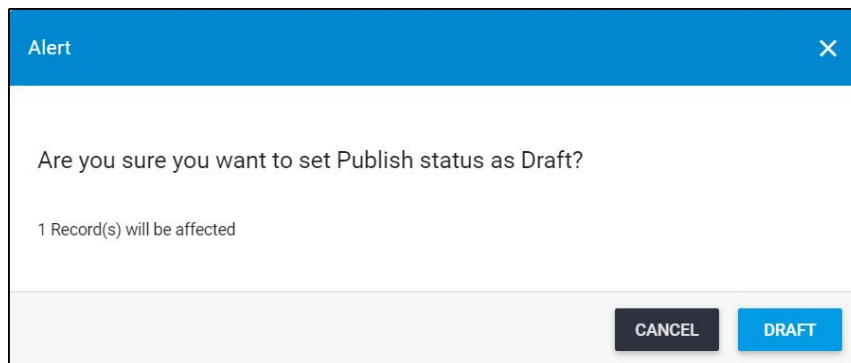 Alert
Are you sure you want to set Publish status as Draft?
1 Record(s) will be affected
CANCEL DRAFT